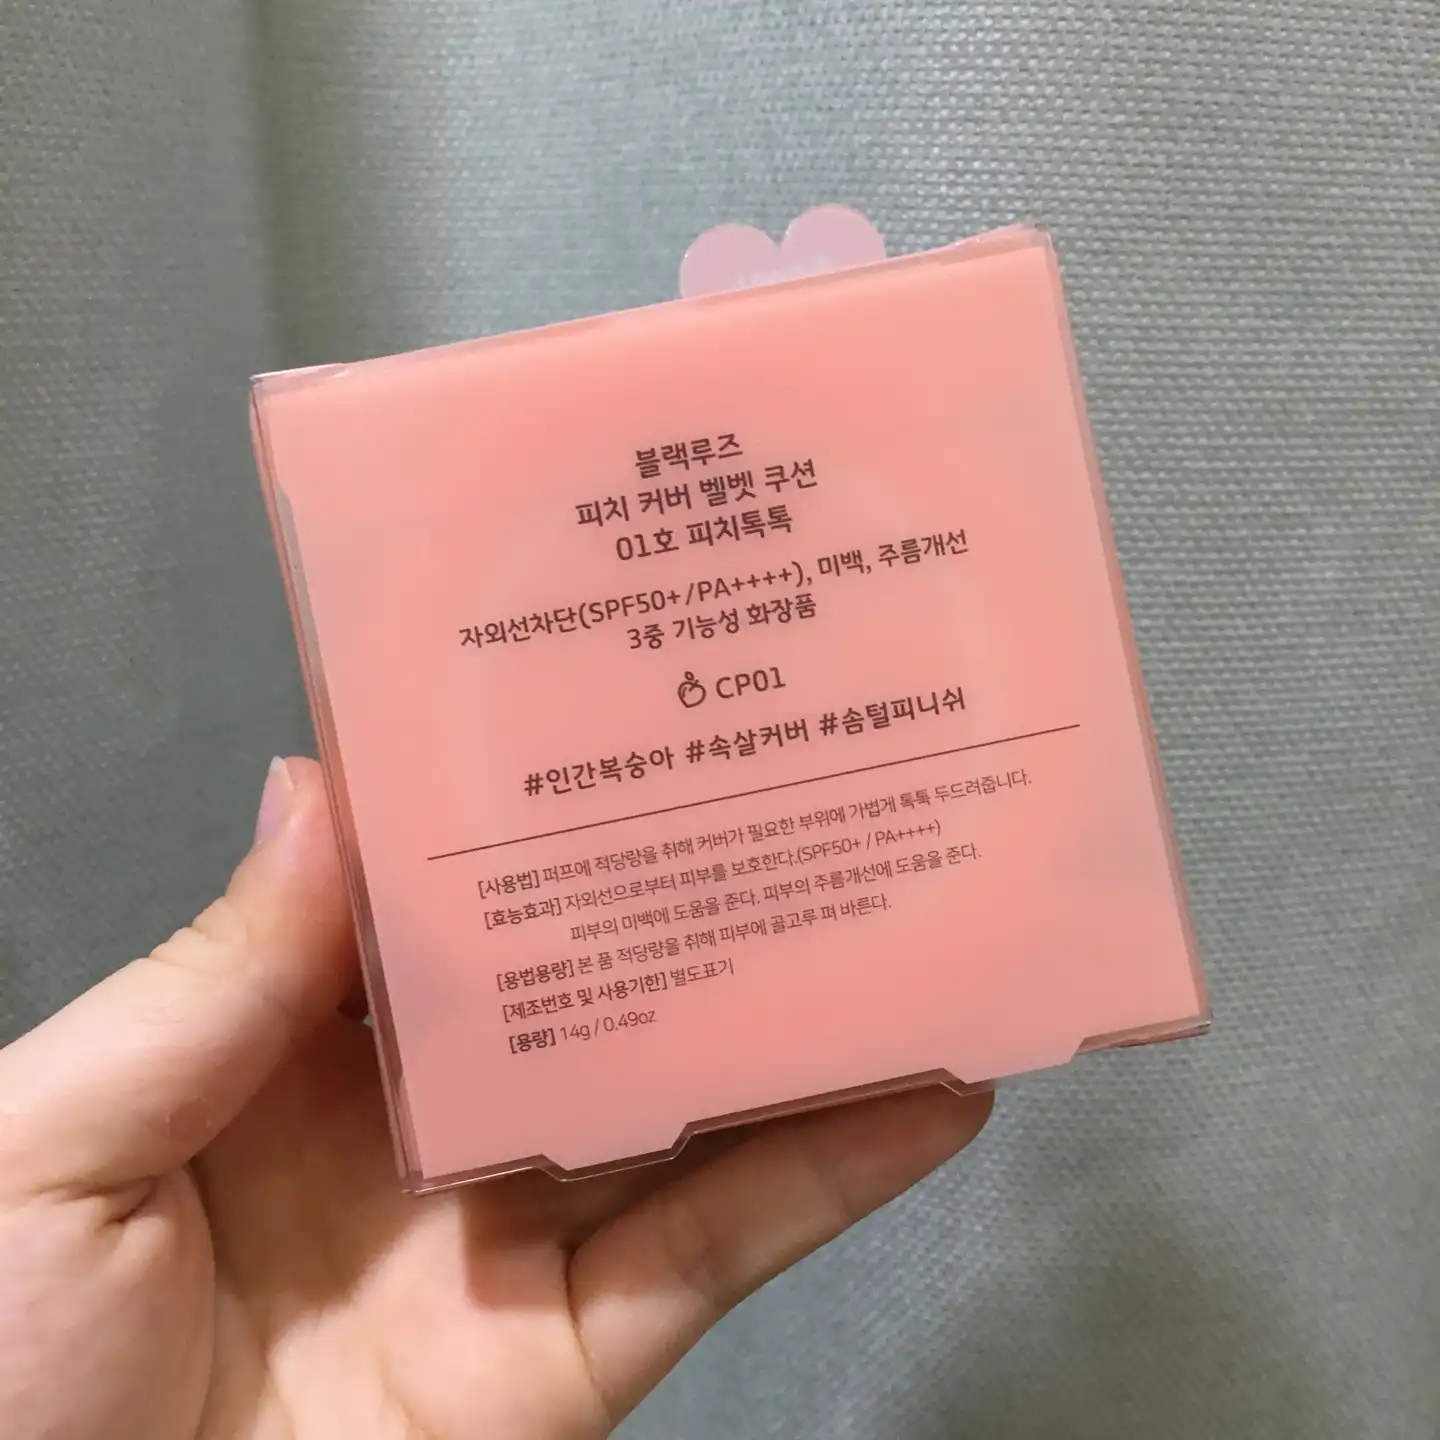 블랙루즈
피치 커버 벨벳 쿠션
01호 피치톡톡
자외선차단(SPF50+/PA++++), 미백, 주름개선
3중 기능성 화장품
CP01
#인간복숭아 #속살커버 #솜털피니쉬
[사용법] 퍼프에 적당량을 취해 커버가 필요한 부위에 가볍게 톡톡 두드려줍니다.
[효능효과] 자외선으로부터 피부를 보호한다.(SPF50+ / PA++++)
피부의 미백에 도움을 준다. 피부의 주름개선에 도움을 준다.
[용법용량] 본 품 적당량을 취해 피부에 골고루 펴 바른다.
[제조번호 및 사용기한] 별도표기
[용량] 14g / 0.49oz